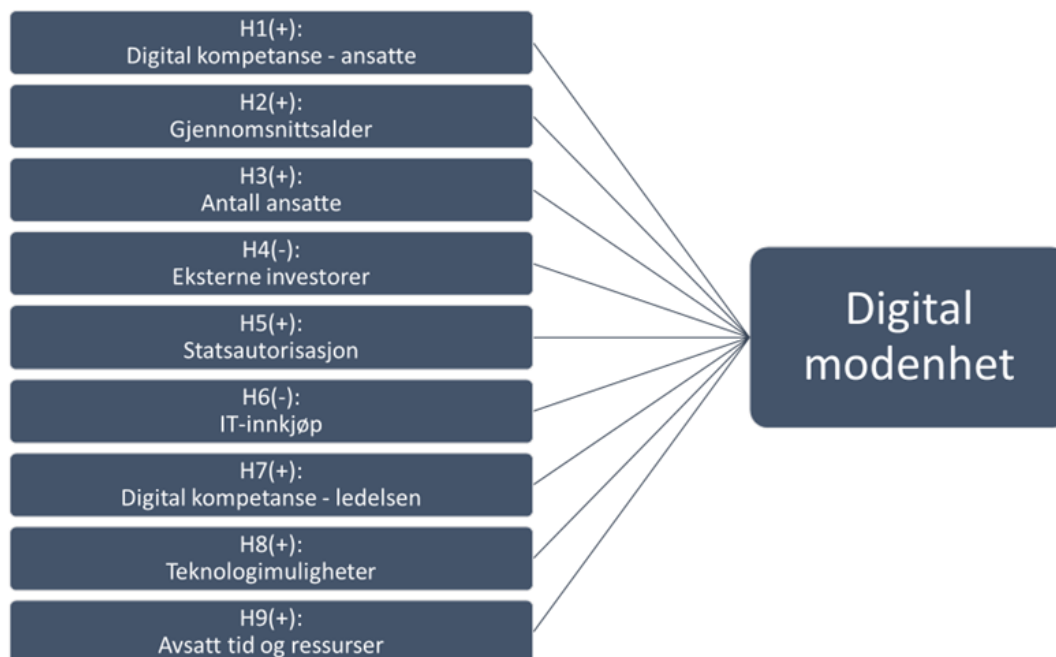 H1(+):
Digital kompetanse - ansatte
H2(+):
Gjennomsnittsalder
H3(+):
Antall ansatte
H4(-):
Eksterne investorer
H5(+):
Statsautorisasjon
H6(-):
IT-innkjøp
H7(+):
Digital kompetanse - ledelsen
H8(+):
Teknologimuligheter
H9(+):
Avsatt tid og ressurser
Digital
modenhet